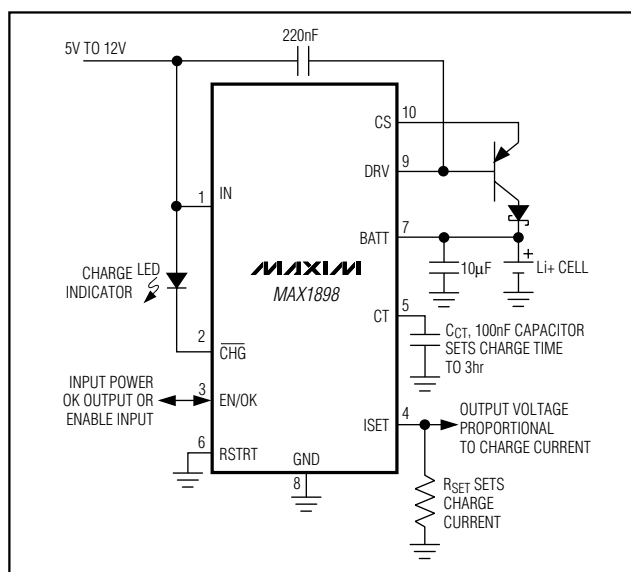 5V TO 12V
220nF
10
CS
9
DRV
1
IN
7
BATT
CHARGE
INDICATOR
LED
MAXIM
MAX1898
10µF
Li+ CELL
+
5
CT
CCT, 100nF CAPACITOR
SETS CHARGE TIME
TO 3hr
2
CHG
INPUT POWER
OK OUTPUT OR
ENABLE INPUT
3
EN/OK
4
ISET
OUTPUT VOLTAGE
PROPORTIONAL
TO CHARGE CURRENT
6
RSTRT
GND
8
RSET SETS
CHARGE
CURRENT